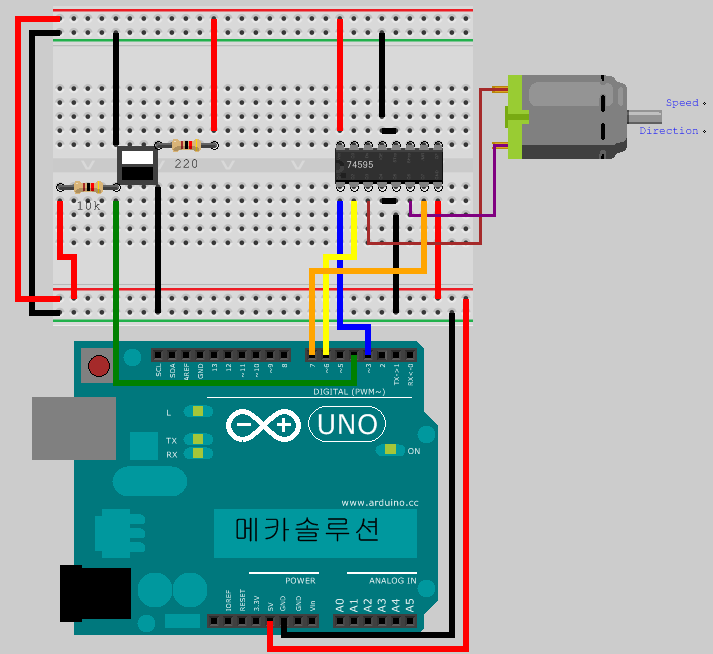 Speed
Direction
220
74595
10k
SCL
SDA
AREF
GND
13
12
~11
~10
~9
8
7
~6
~5
~3
2
TX->1
RX<-0
DIGITAL (PWM~)
L
TX
RX
UNO
ON
www.arduino.cc
메카솔루션
POWER
ANALOG IN
IOREF
RESET
3.3V
5V
GND
GND
Vin
A0
A1
A2
A3
A4
A5